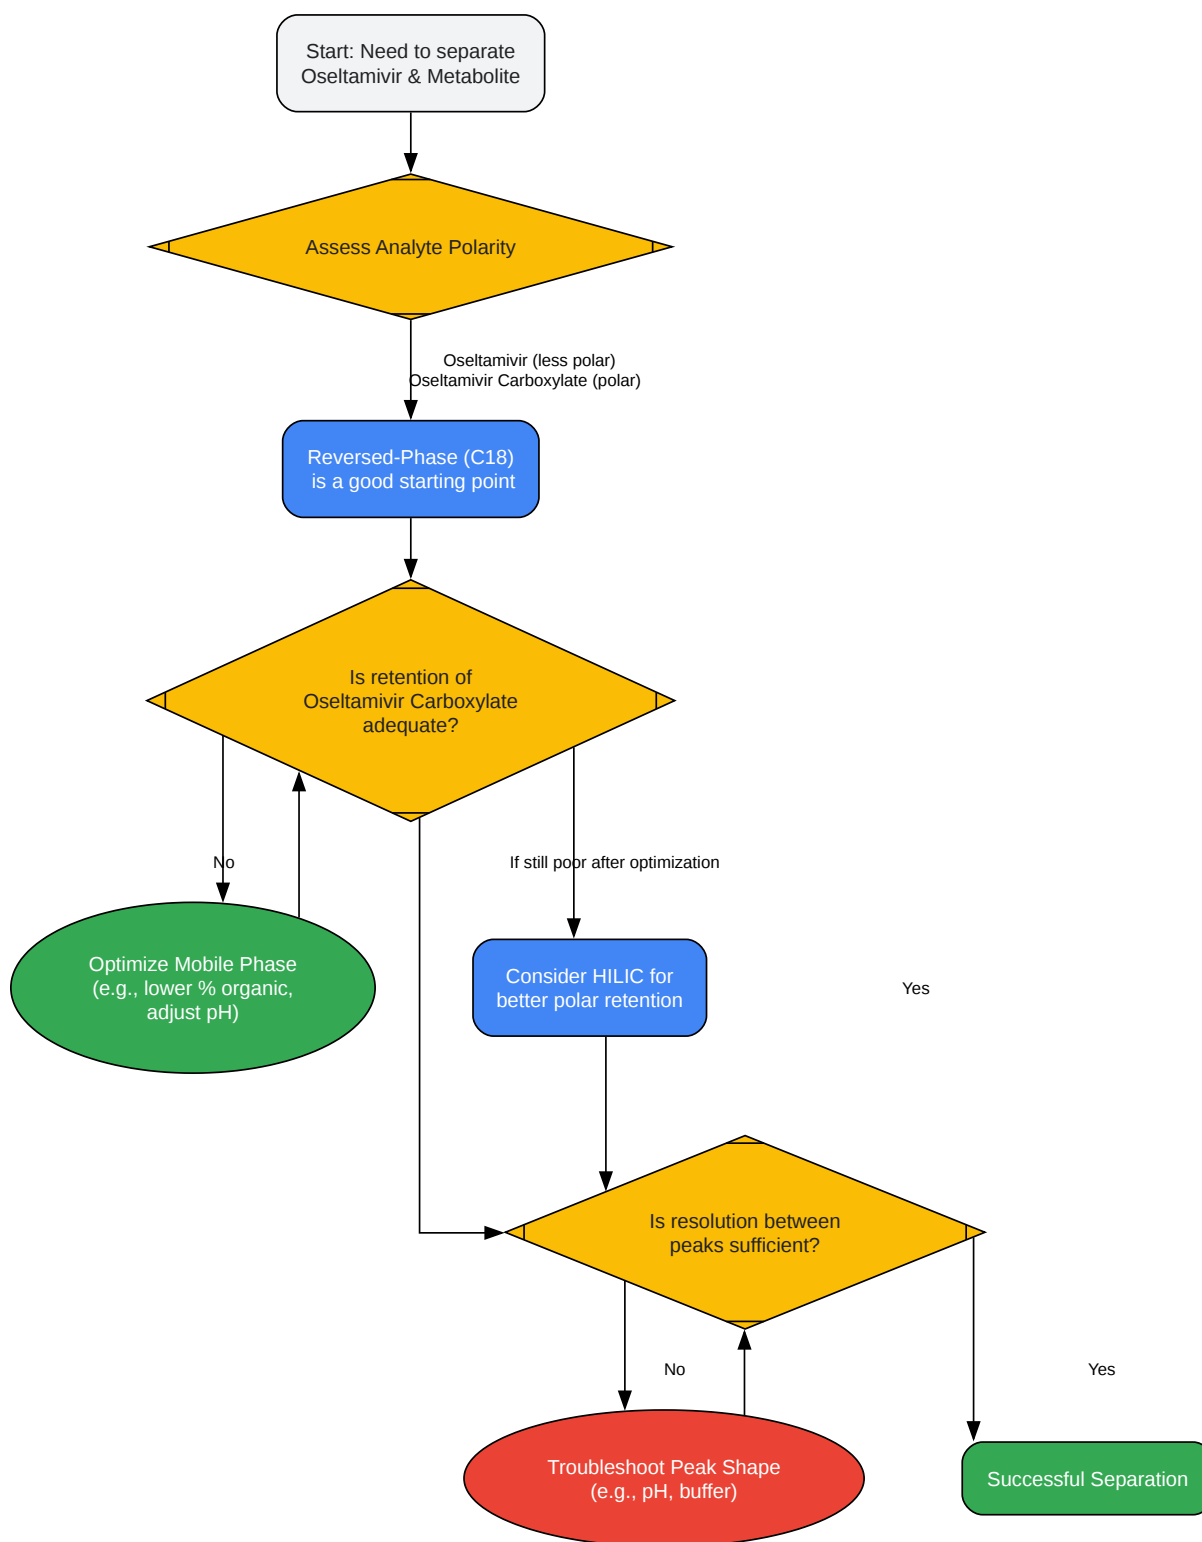 Start: Need to separate
Oseltamivir & Metabolite
Assess Analyte Polarity
Oseltamivir (less polar)
Oseltamivir Carboxylate (polar)
Reversed-Phase (C18)
is a good starting point
Is retention of
Oseltamivir Carboxylate
adequate?
No
If still poor after optimization
Optimize Mobile Phase
(e.g., lower % organic,
adjust pH)
Consider HILIC for
better polar retention
Yes
Is resolution between
peaks sufficient?
No
Yes
Troubleshoot Peak Shape
(e.g., pH, buffer)
Successful Separation